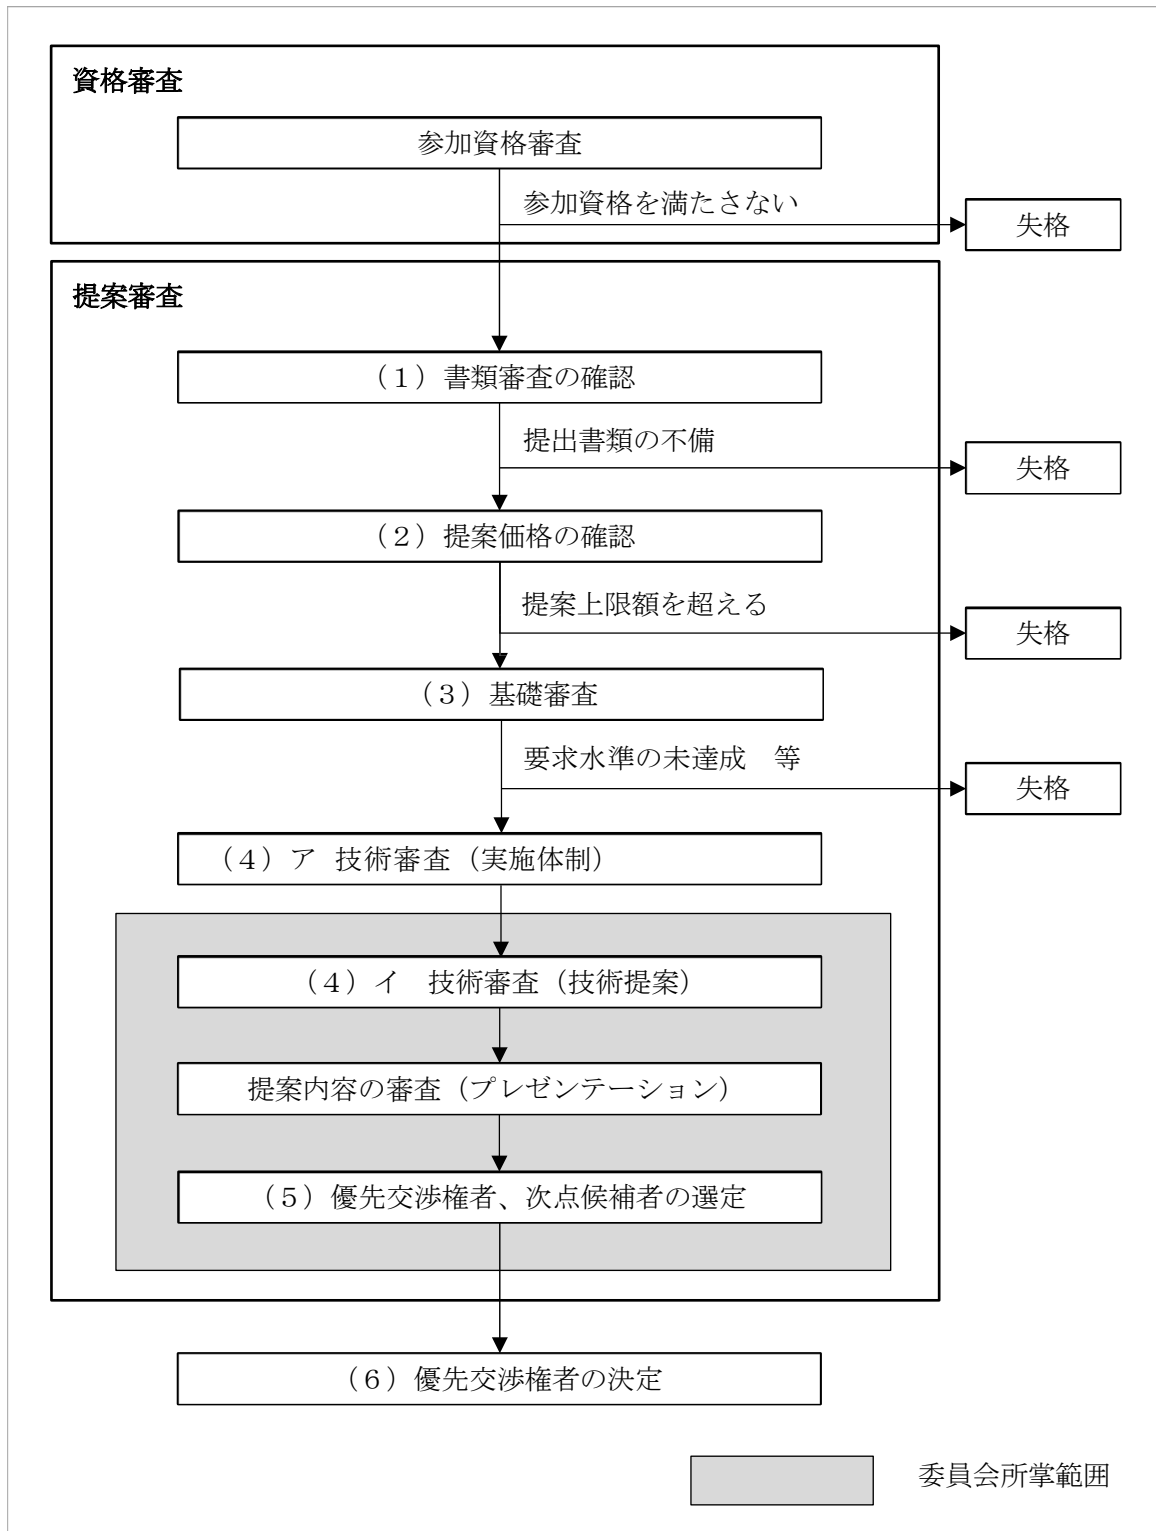 資格審査
参加資格審査
参加資格を満たさない
失格
提案審査
（１）書類審査の確認
提出書類の不備
失格
（２）提案価格の確認
提案上限額を超える
失格
（３）基礎審査
要求水準の未達成　等
失格
（４）ア 技術審査（実施体制）
（４）イ　技術審査（技術提案）
提案内容の審査（プレゼンテーション）
（５）優先交渉権者、次点候補者の選定
（６）優先交渉権者の決定
委員会所掌範囲